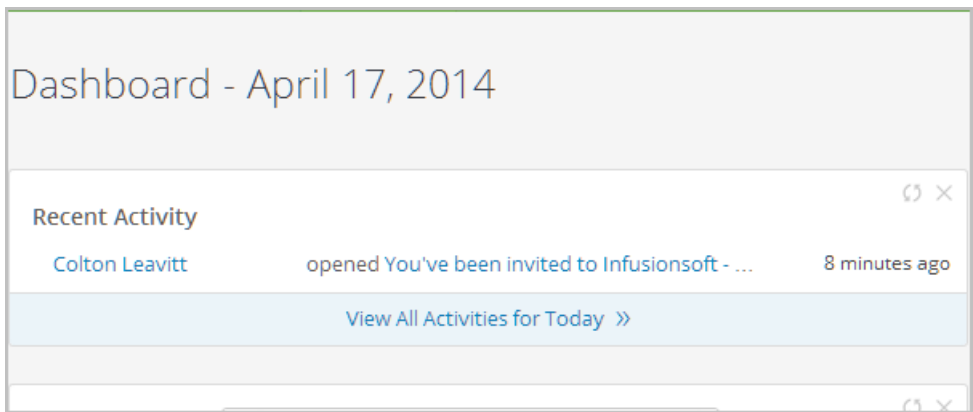 Dashboard - April 17, 2014
Recent Activity
Colton Leavitt opened You've been invited to Infusionsoft - ... 8 minutes ago
View All Activities for Today »